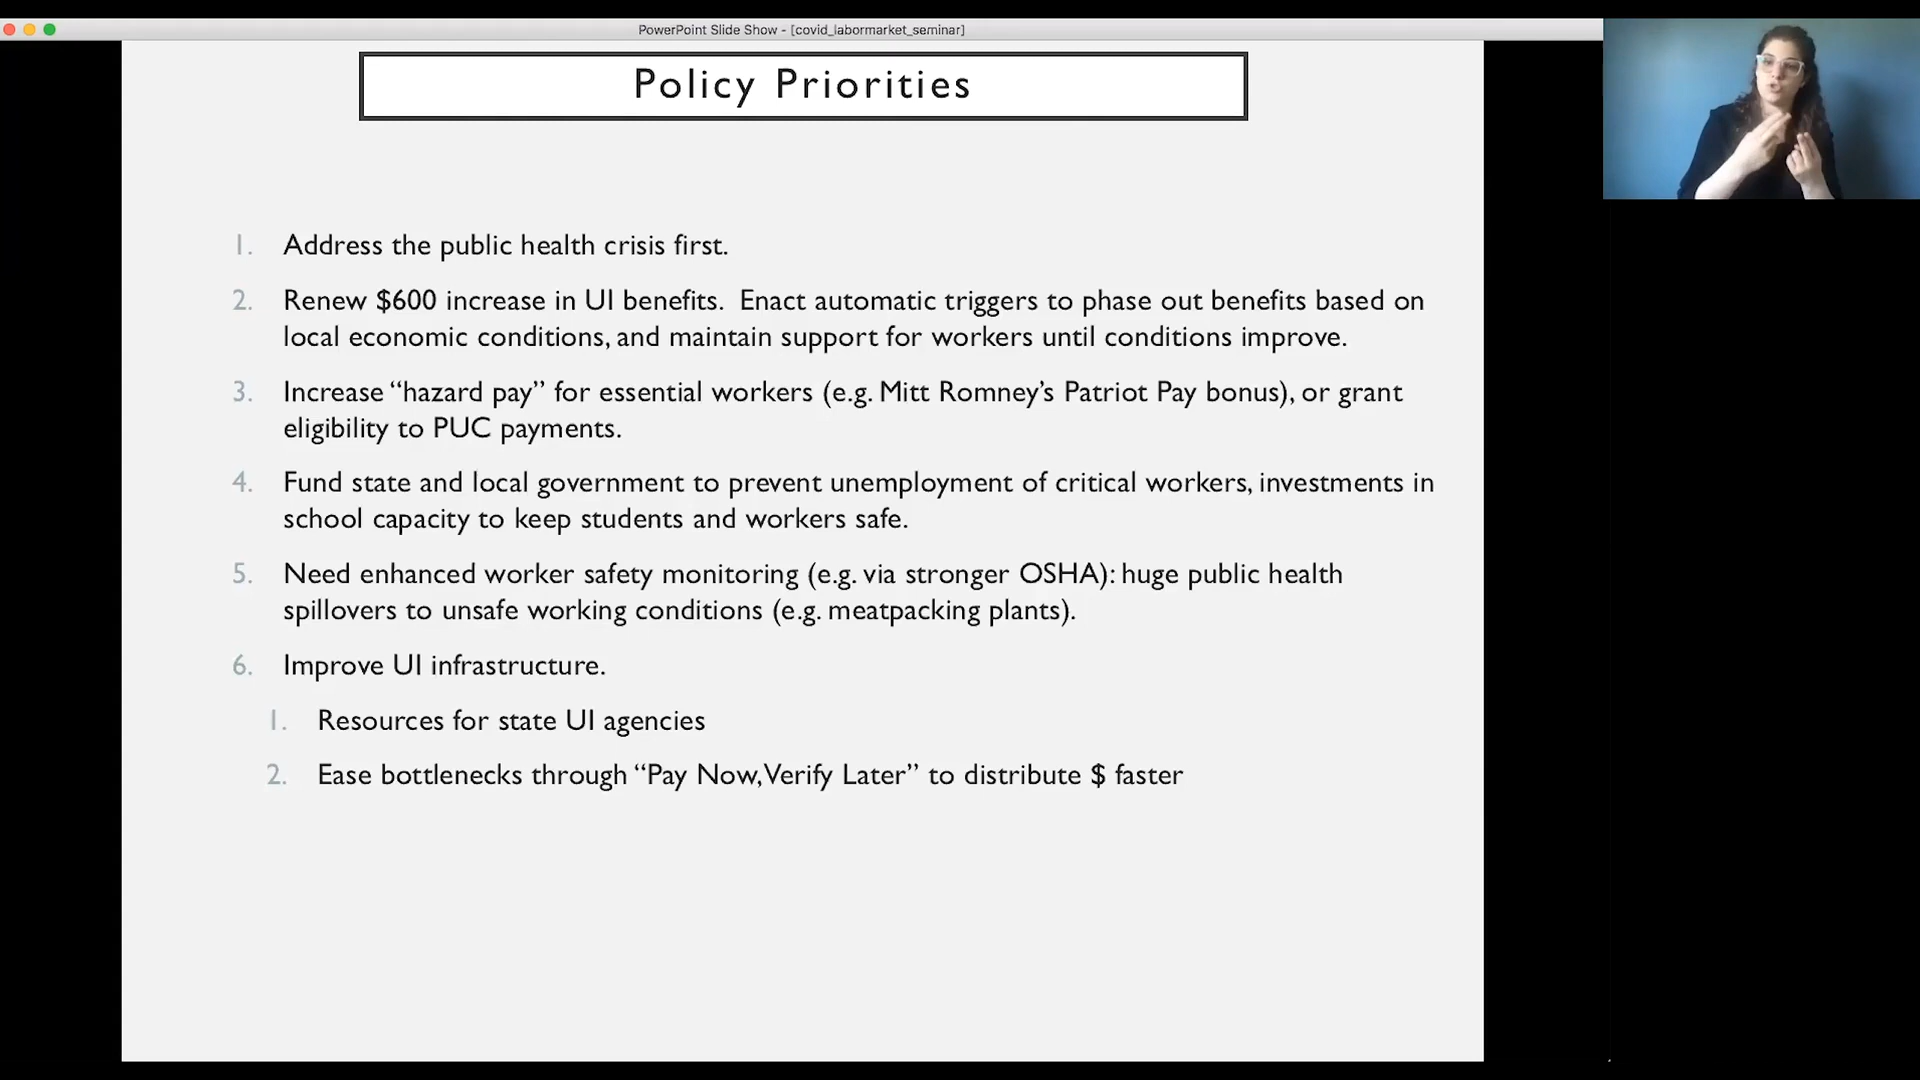 PowerPoint Slide Show - [covid_labormarket_seminar]
Policy Priorities
1. Address the public health crisis first.
2. Renew $600 increase in UI benefits. Enact automatic triggers to phase out benefits based on
local economic conditions, and maintain support for workers until conditions improve.
3. Increase “hazard pay” for essential workers (e.g. Mitt Romney’s Patriot Pay bonus), or grant
eligibility to PUC payments.
4. Fund state and local government to prevent unemployment of critical workers, investments in
school capacity to keep students and workers safe.
5. Need enhanced worker safety monitoring (e.g. via stronger OSHA): huge public health
spillovers to unsafe working conditions (e.g. meatpacking plants).
6. Improve UI infrastructure.
1. Resources for state UI agencies
2. Ease bottlenecks through “Pay Now, Verify Later” to distribute $ faster